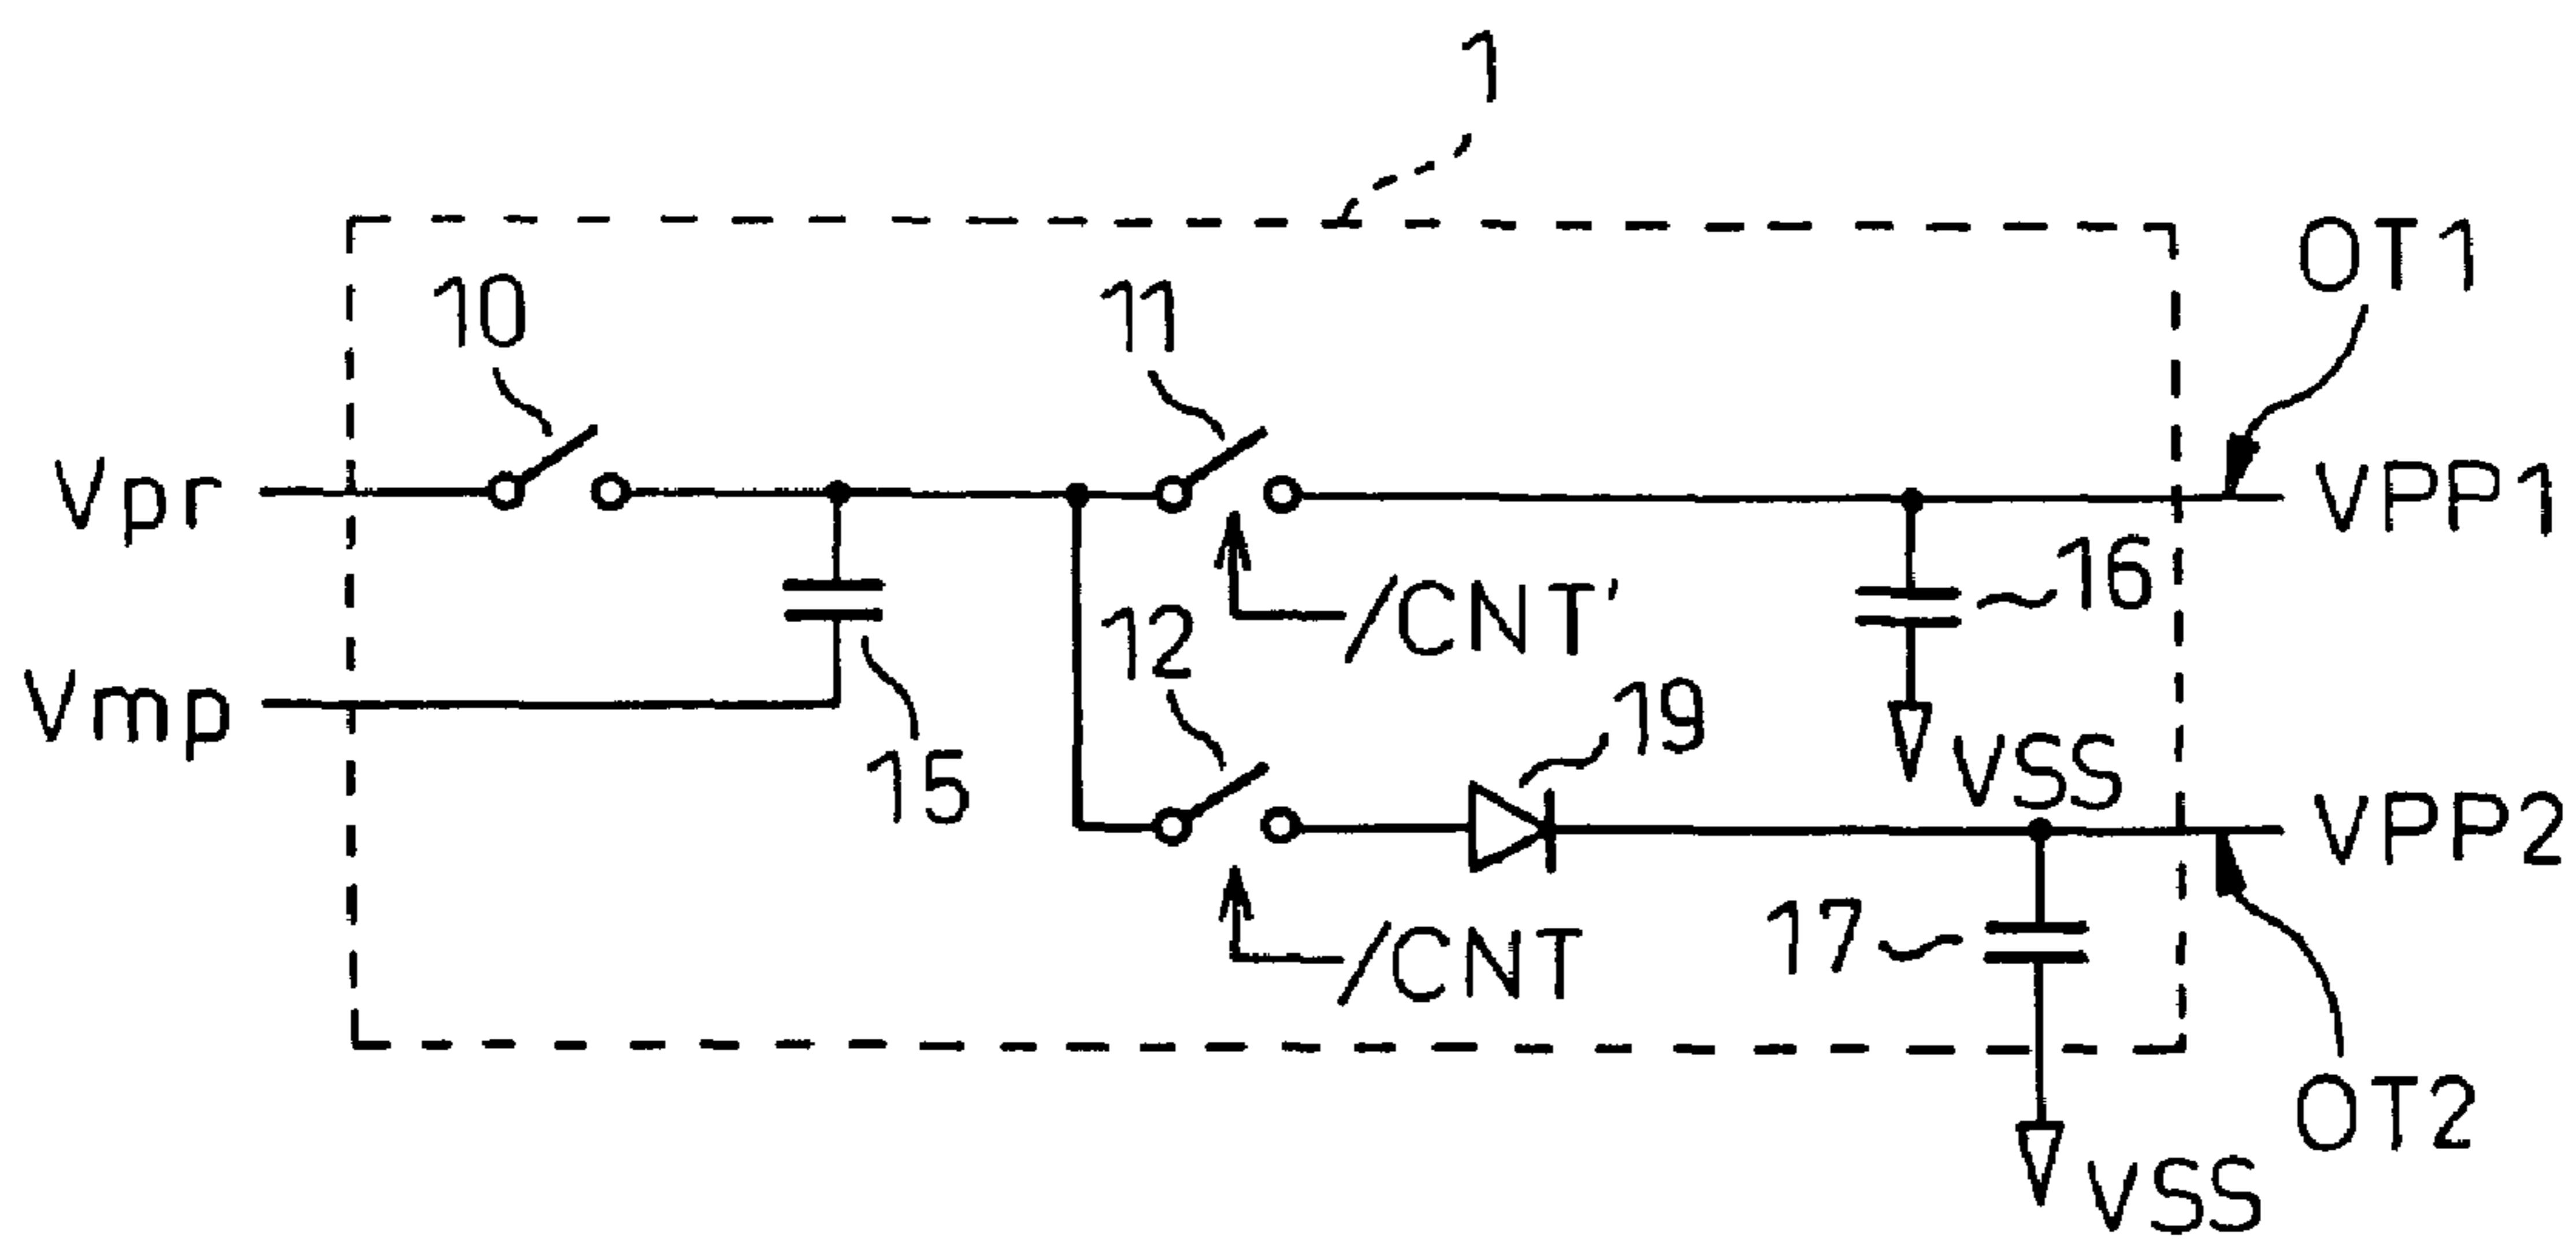 1
OT1
10
11
Vpr
VPP1
/CNT'
16
Vmp
12
15
19
VSS
VPP2
/CNT
17
OT2
VSS